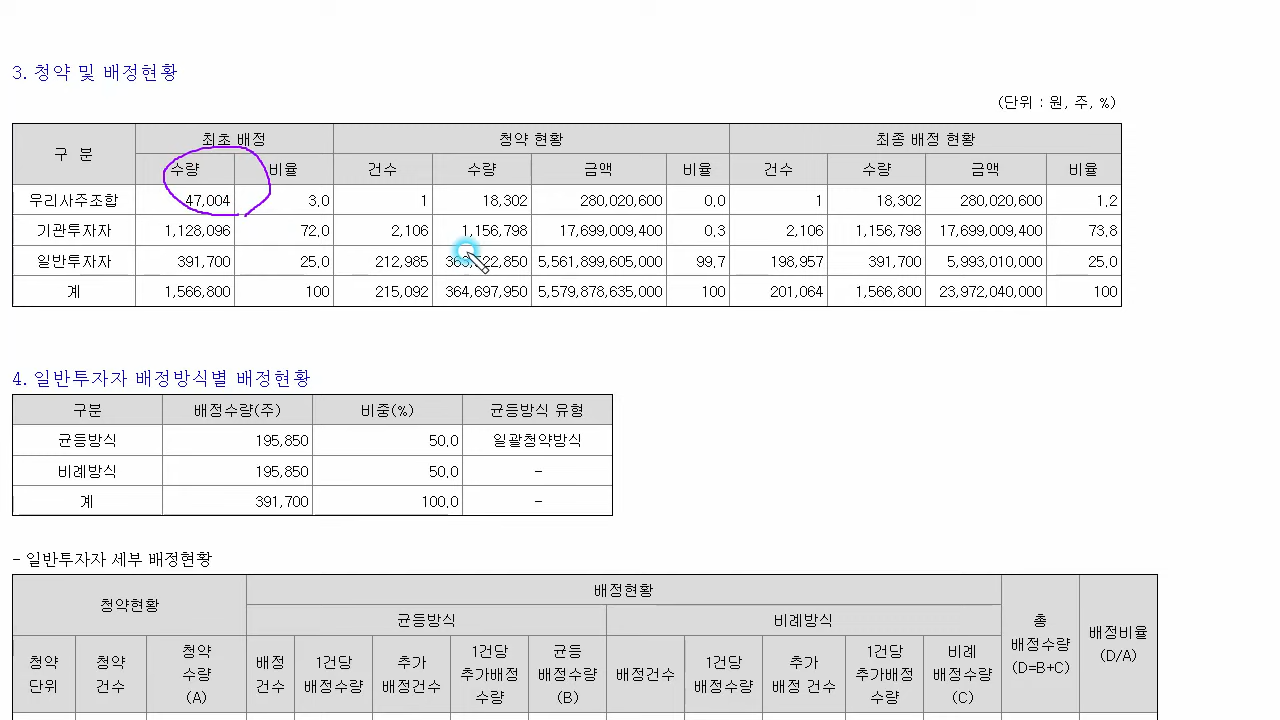 3. 청약 및 배정현황
(단위 : 원, 주, %)
구 분 최초 배정 청약 현황 최종 배정 현황
수량 비율 건수 수량 금액 비율 건수 수량 금액 비율
우리사주조합 47,004 3.0 1 18,302 280,020,600 0.0 1 18,302 280,020,600 1.2
기관투자자 1,128,096 72.0 2,106 1,156,798 17,699,009,400 0.3 2,106 1,156,798 17,699,009,400 73.8
일반투자자 391,700 25.0 212,985 5,561,899,605,000 99.7 198,957 391,700 5,993,010,000 25.0
계 1,566,800 100 215,092 364,697,950 5,579,878,635,000 100 201,064 1,566,800 23,972,040,000 100
4. 일반투자자 배정방식별 배정현황
구분 배정수량(주) 비중(%) 균등방식 유형
균등방식 195,850 50.0 일괄청약방식
비례방식 195,850 50.0 -
계 391,700 100.0 -
- 일반투자자 세부 배정현황
청약현황 배정현황 총 배정수량 (D=B+C) 배정비율 (D/A)
균등방식 비례방식
청약 단위 청약 건수 청약 수량 (A) 배정 건수 1건당 배정수량 추가 배정건수 1건당 추가배정 수량 균등 배정수량 (B) 배정건수 1건당 배정수량 추가 배정 건수 1건당 추가배정 수량 비례 배정수량 (C)